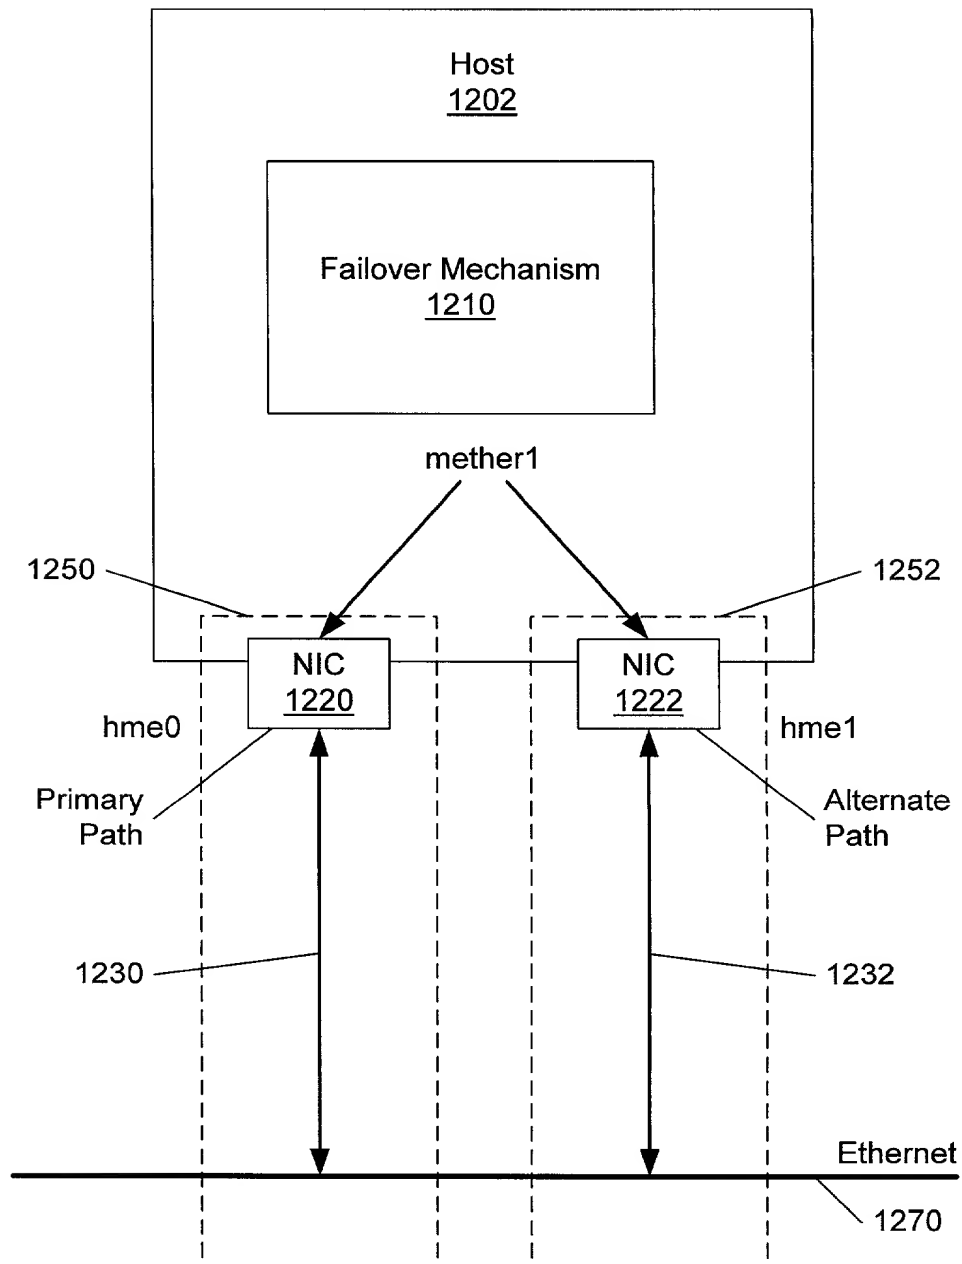 Host
1202
Failover Mechanism
1210
mether1
1250
1252
NIC
1220
NIC
1222
hme0
hme1
Primary
Path
Alternate
Path
1230
1232
Ethernet
1270